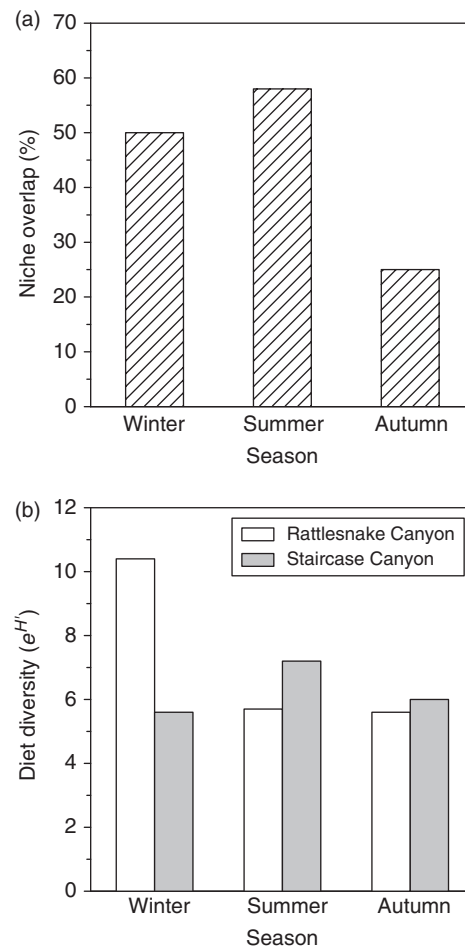 (a)
70
60
50
40
30
20
10
0
Niche overlap (%)
Winter Summer Autumn
Season
(b)
12
10
8
6
4
2
0
Diet diversity (e^H′)
Rattlesnake Canyon
Staircase Canyon
Winter Summer Autumn
Season